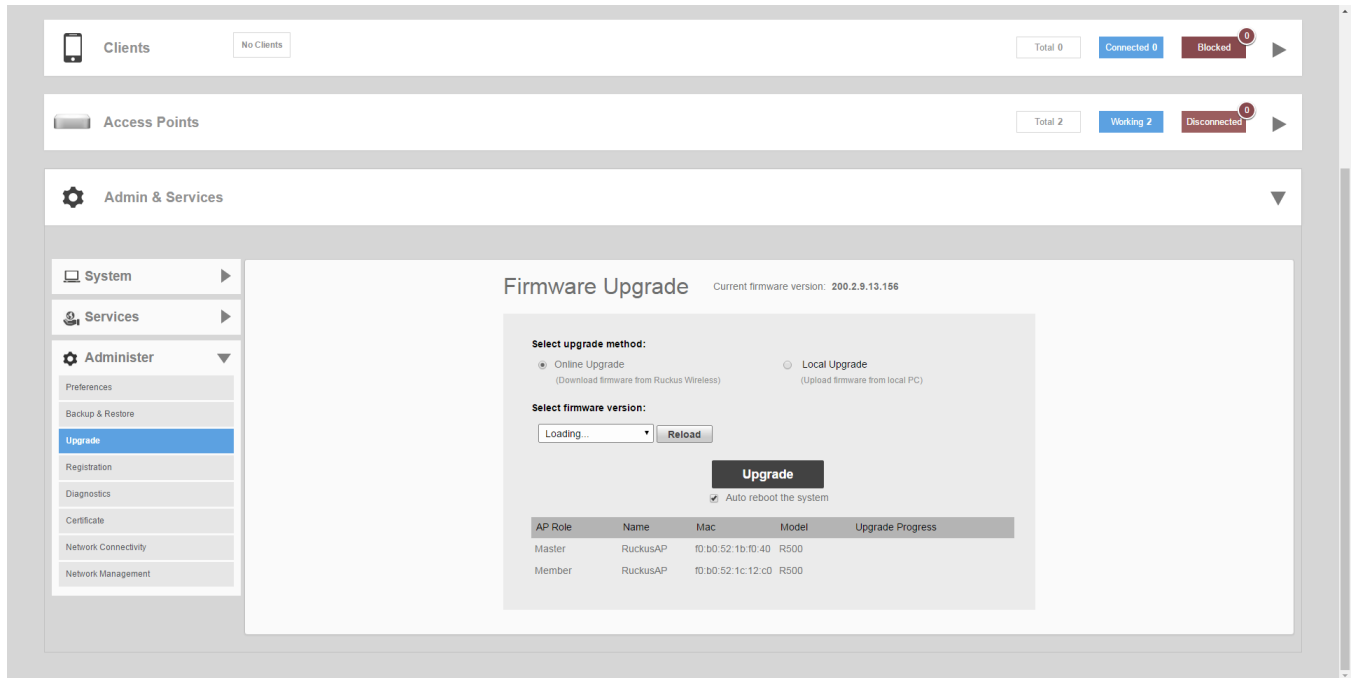 Clients
No Clients
Total 0
Connected 0
Blocked
0
Access Points
Total 2
Working 2
Disconnected
0
Admin & Services
System
Services
Administer
Preferences
Backup & Restore
Upgrade
Registration
Diagnostics
Certificate
Network Connectivity
Network Management
Firmware Upgrade Current firmware version: 200.2.9.13.156
Select upgrade method:
Online Upgrade
(Download firmware from Ruckus Wireless)
Local Upgrade
(Upload firmware from local PC)
Select firmware version:
Loading... Reload
Upgrade
Auto reboot the system
AP Role Name Mac Model Upgrade Progress
Master RuckusAP f0:b0:52:1b:f0:40 R500
Member RuckusAP f0:b0:52:1c:12:c0 R500